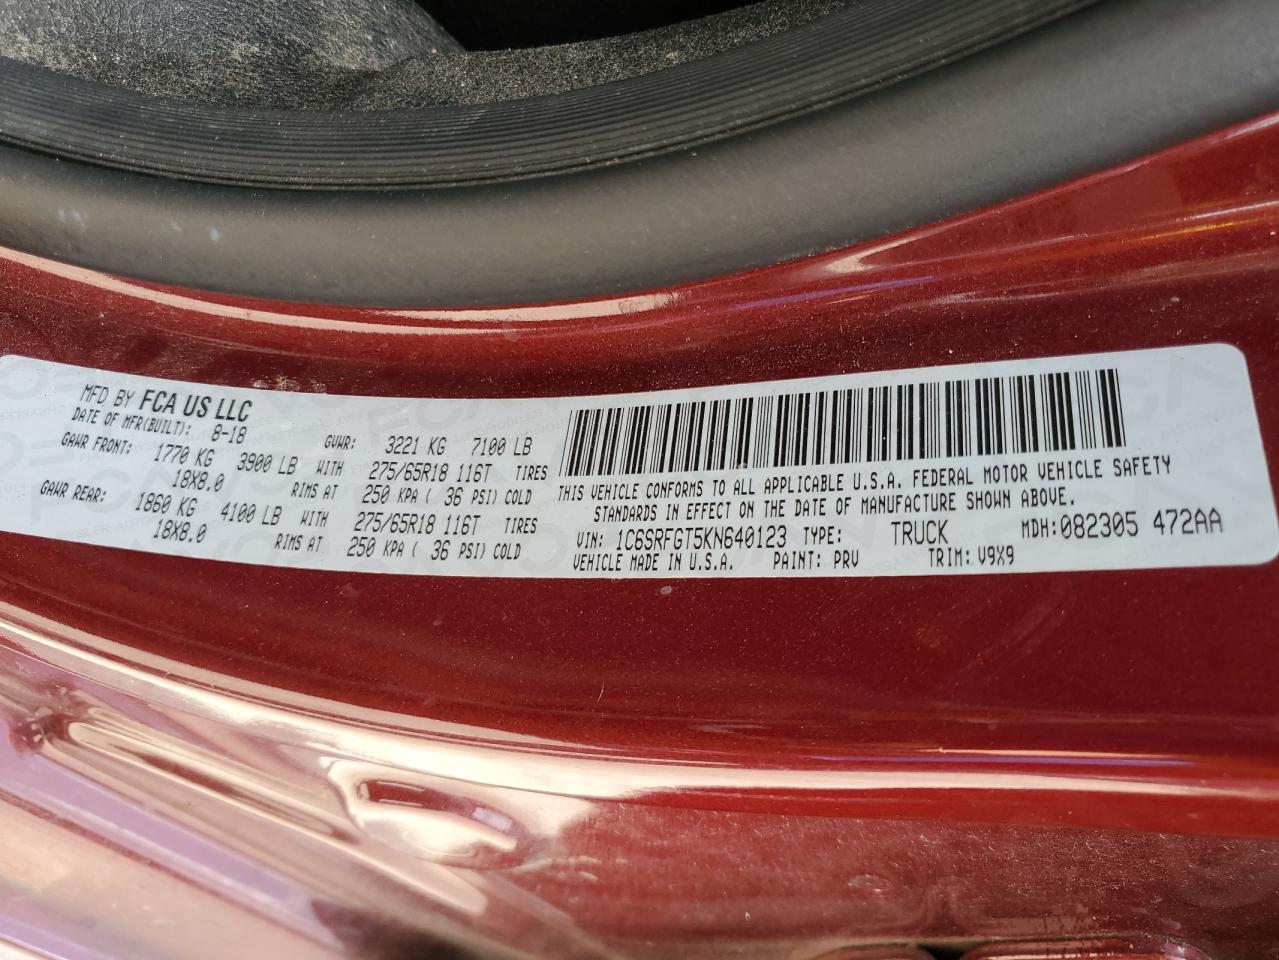 MFD BY FCA US LLC
DATE OF MFR(BUILT): 8-18 GVWR: 3221 KG 7100 LB
GAWR FRONT: 1770 KG 3900 LB WITH 275/65R18 116T TIRES
18X8.0 RIMS AT 250 KPA ( 36 PSI) COLD
GAWR REAR: 1860 KG 4100 LB WITH 275/65R18 116T TIRES
18X8.0 RIMS AT 250 KPA ( 36 PSI) COLD
THIS VEHICLE CONFORMS TO ALL APPLICABLE U.S.A. FEDERAL MOTOR VEHICLE SAFETY
STANDARDS IN EFFECT ON THE DATE OF MANUFACTURE SHOWN ABOVE.
VIN: 1C6SRFGT5KN640123 TYPE: TRUCK MDH:082305 472AA
VEHICLE MADE IN U.S.A. PAINT: PRV TRIM: V9X9